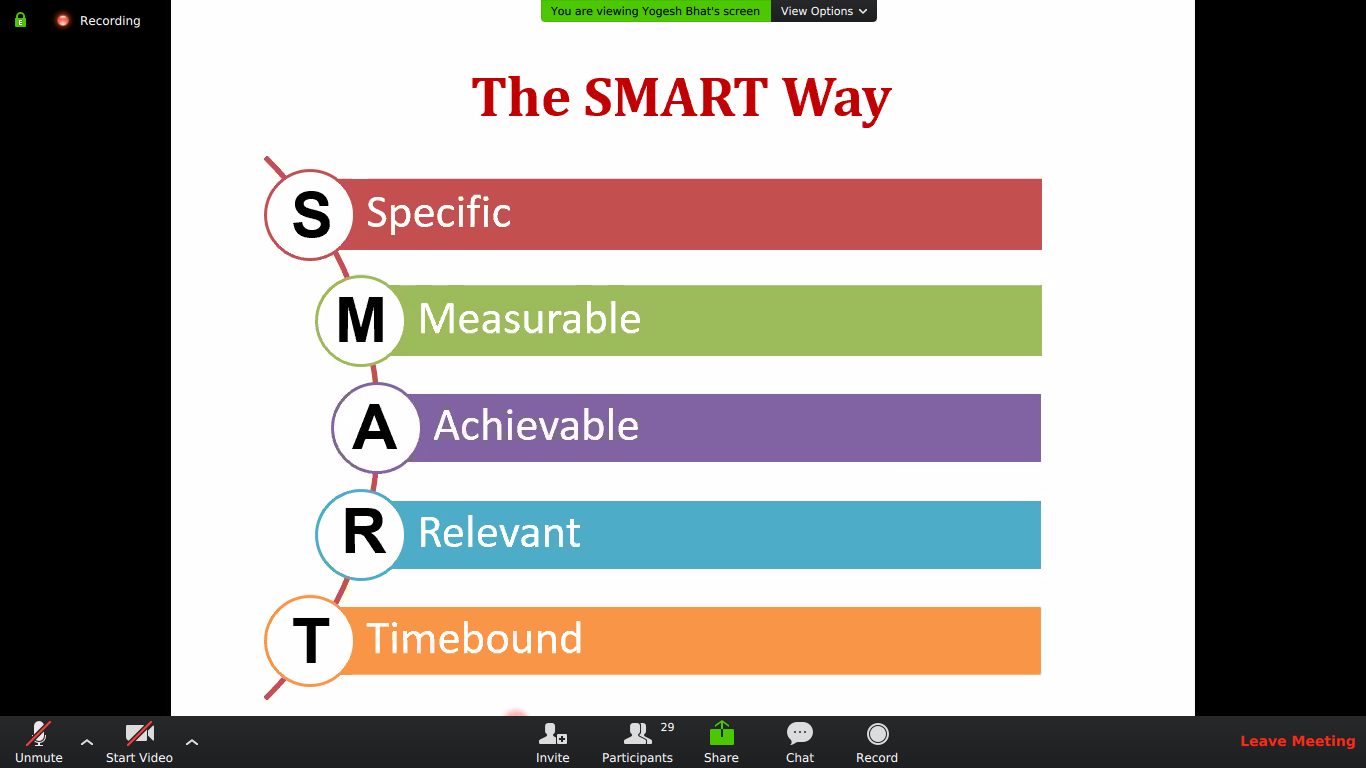 E
Recording
You are viewing Yogesh Bhat's screen
View Options
The SMART Way
S Specific
M Measurable
A Achievable
R Relevant
T Timebound
Unmute
Start Video
Invite
Participants 29
Share
Chat
Record
Leave Meeting